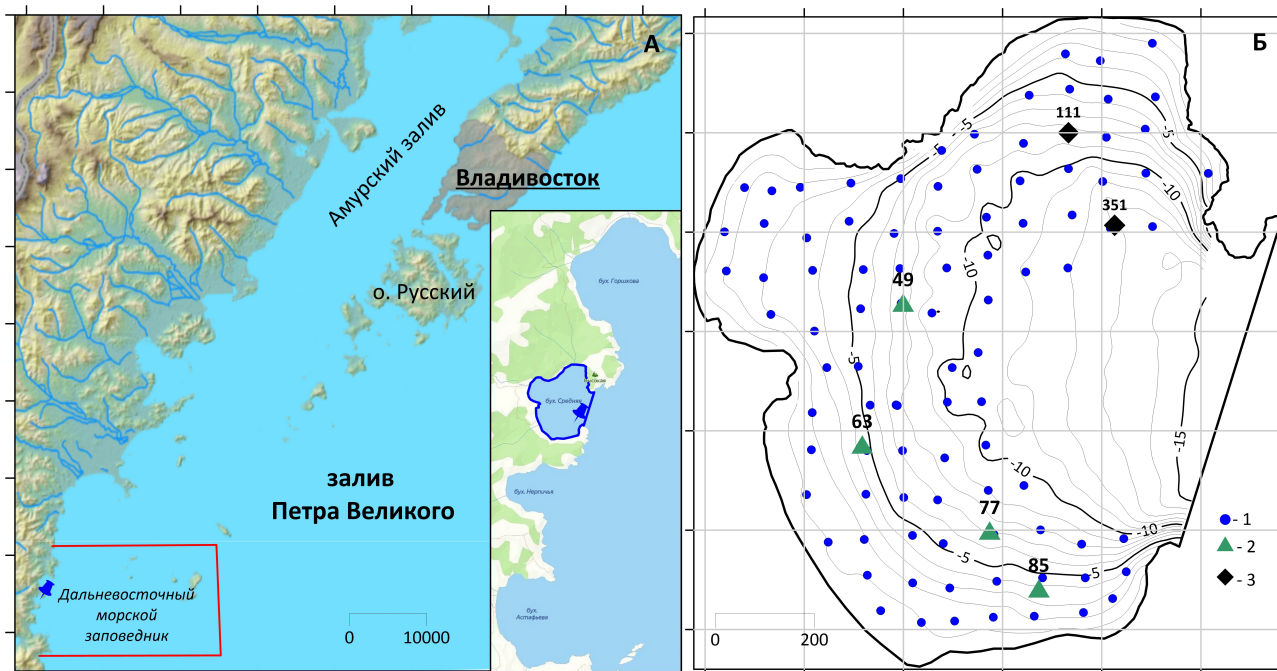 А
Амурский залив
Владивосток
о. Русский
залив
Петра Великого
Дальневосточный
морской
заповедник
0 10000
бух. Горшкова
бух. Средняя
бух. Нерпичья
бух.
Астафьева
Б
-5
-5
111
-5
-10
351
-10
49
-5
63
-15
-10
77
-10
-5
85
-5
- 1
- 2
- 3
0 200